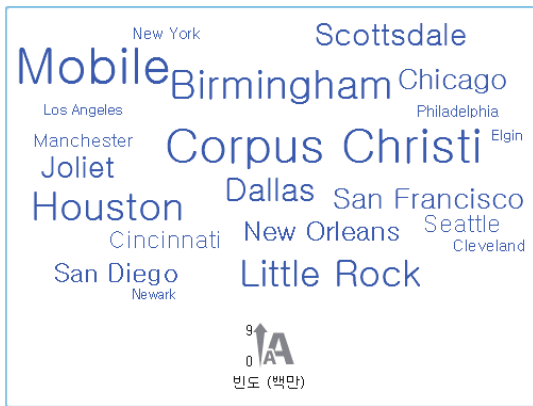 New York
Scottsdale
Mobile
Birmingham
Chicago
Los Angeles
Philadelphia
Manchester
Corpus Christi
Elgin
Joliet
Dallas
San Francisco
Houston
New Orleans
Seattle
Cincinnati
Cleveland
San Diego
Little Rock
Newark
9
0
AA
빈도 (백만)